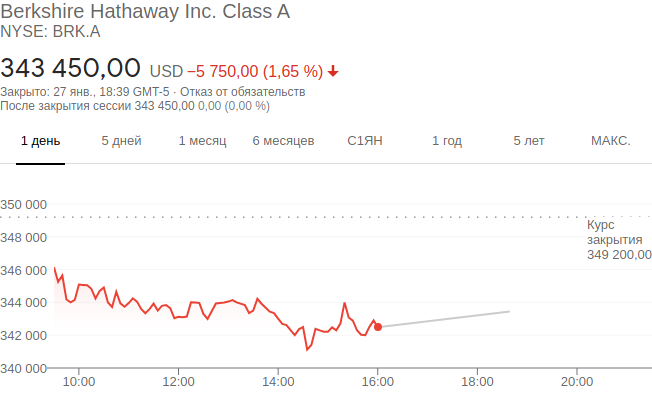 Berkshire Hathaway Inc. Class A
NYSE: BRK.A
343 450,00 USD −5 750,00 (1,65 %)
Закрыто: 27 янв., 18:39 GMT-5 · Отказ от обязательств
После закрытия сессии 343 450,00 0,00 (0,00 %)
1 день 5 дней 1 месяц 6 месяцев С1ЯН 1 год 5 лет МАКС.
350 000
Курс
закрытия
349 200,00
348 000
346 000
344 000
342 000
340 000
10:00 12:00 14:00 16:00 18:00 20:00